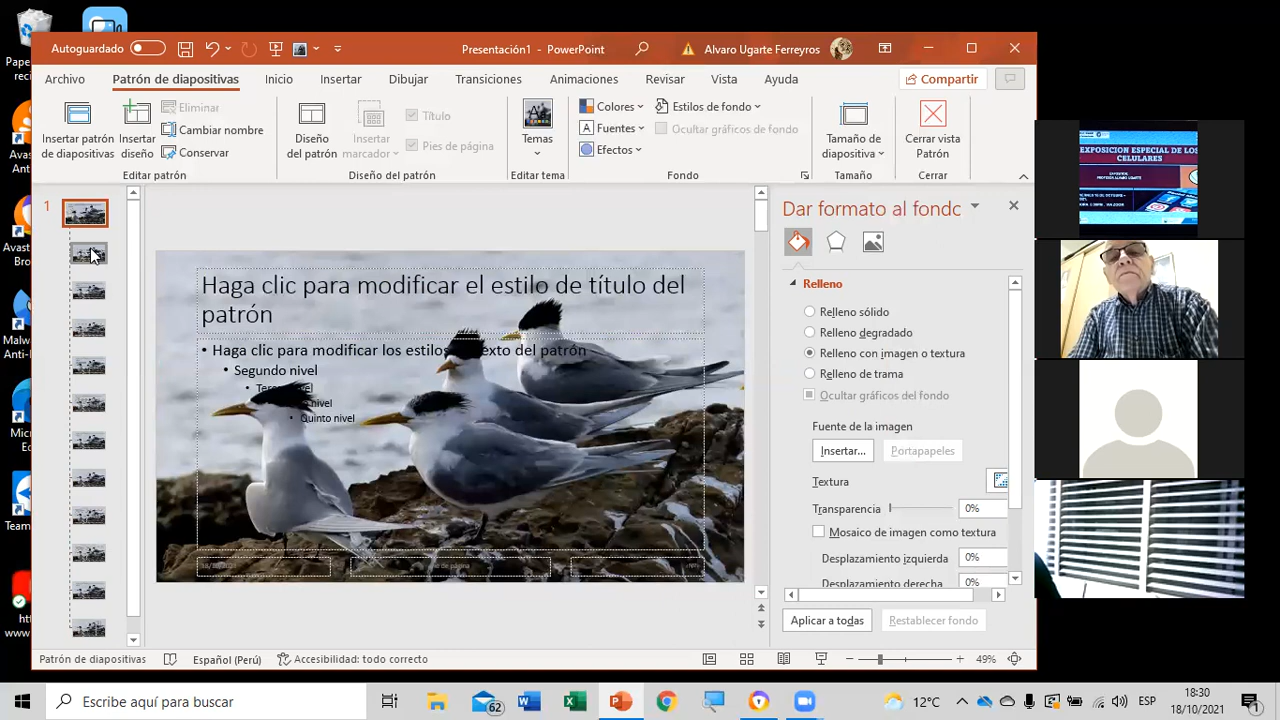 Autoguardado
Presentación1 - PowerPoint
Alvaro Ugarte Ferreyros
Archivo
Patrón de diapositivas
Inicio
Insertar
Dibujar
Transiciones
Animaciones
Revisar
Vista
Ayuda
Compartir
Insertar patrón de diapositivas
Insertar diseño
Eliminar
Cambiar nombre
Conservar
Editar patrón
Diseño del patrón
Insertar marcador
Título
Pies de página
Diseño del patrón
Temas
Editar tema
Colores
Fuentes
Efectos
Estilos de fondo
Ocultar gráficos de fondo
Fondo
Tamaño de diapositiva
Tamaño
Cerrar vista Patrón
Cerrar
1
Haga clic para modificar el estilo de título del
patrón
• Haga clic para modificar los estilos texto del patrón
• Segundo nivel
nivel
• Quinto nivel
Dar formato al fondo
Relleno
Relleno sólido
Relleno degradado
Relleno con imagen o textura
Relleno de trama
Ocultar gráficos del fondo
Fuente de la imagen
Insertar...
Portapapeles
Textura
Transparencia
0%
Mosaico de imagen como textura
Desplazamiento izquierda
0%
Desplazamiento derecha
0%
Aplicar a todas
Restablecer fondo
EXPOSICION ESPECIAL DE LOS
CELULARES
Patrón de diapositivas
Español (Perú)
Accesibilidad: todo correcto
49%
Escribe aquí para buscar
62
12°C
ESP
18:30
18/10/2021
1